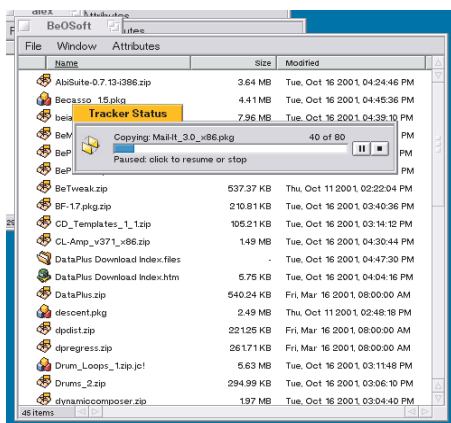 alex
Attributes
BeOSoft
utes
File Window Attributes
Name Size Modified
AbiSuite-0.7.13-i386.zip 3.64 MB Tue, Oct 16 2001, 04:24:46 PM
Becasso_1.5.pkg 4.41 MB Tue, Oct 16 2001, 04:45:36 PM
beia 7.96 MB Tue, Oct 16 2001, 04:39:10 PM
Tracker Status
BeM PM
Copying: Mail-It_3.0_x86.pkg 40 of 80
BeP PM
Paused: click to resume or stop
BeP PM
BeTweak.zip 537.37 KB Thu, Oct 11 2001, 02:22:04 PM
BF-1.7.pkg.zip 210.81 KB Tue, Oct 16 2001, 03:40:36 PM
CD_Templates_1_1.zip 105.21 KB Tue, Oct 16 2001, 03:14:12 PM
CL-Amp_v371_x86.zip 1.49 MB Tue, Oct 16 2001, 04:30:44 PM
DataPlus Download Index.files - Tue, Oct 16 2001, 04:47:30 PM
DataPlus Download Index.htm 5.75 KB Tue, Oct 16 2001, 04:04:16 PM
DataPlus.zip 540.24 KB Fri, Mar 16 2001, 08:00:00 AM
descent.pkg 2.49 MB Thu, Oct 11 2001, 02:48:18 PM
dpdist.zip 221.25 KB Fri, Mar 16 2001, 08:00:00 AM
dpregress.zip 261.71 KB Fri, Mar 16 2001, 08:00:00 AM
Drum_Loops_1.zip.jc! 5.63 MB Tue, Oct 16 2001, 03:11:48 PM
Drums_2.zip 294.99 KB Tue, Oct 16 2001, 03:06:10 PM
dynamiccomposer.zip 1.97 MB Tue, Oct 16 2001, 03:04:40 PM
45 items